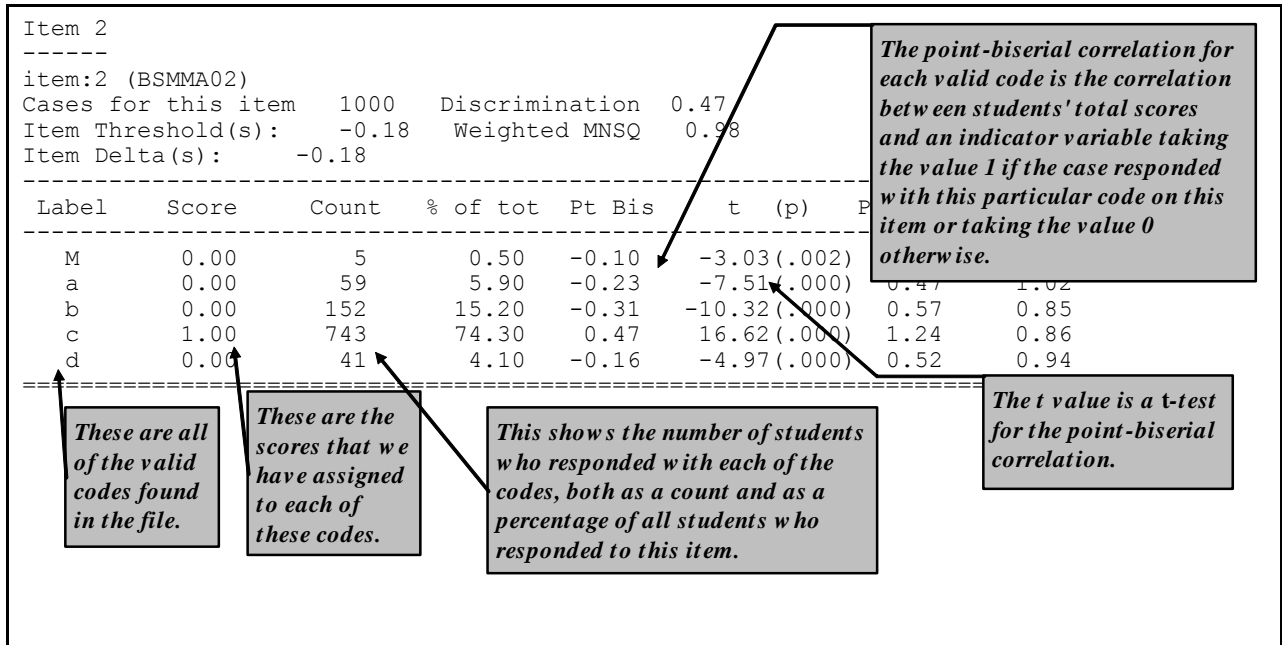 Item 2
------
item:2 (BSMMA02)
Cases for this item 1000 Discrimination 0.47
Item Threshold(s): -0.18 Weighted MNSQ 0.98
Item Delta(s): -0.18
Label Score Count % of tot Pt Bis t (p) P
M 0.00 5 0.50 -0.10 -3.03(.002)
a 0.00 59 5.90 -0.23 -7.51(.000) 0.47 1.02
b 0.00 152 15.20 -0.31 -10.32(.000) 0.57 0.85
c 1.00 743 74.30 0.47 16.62(.000) 1.24 0.86
d 0.00 41 4.10 -0.16 -4.97(.000) 0.52 0.94
The point-biserial correlation for
each valid code is the correlation
between students' total scores
and an indicator variable taking
the value 1 if the case responded
with this particular code on this
item or taking the value 0
otherwise.
These are all
of the valid
codes found
in the file.
These are the
scores that we
have assigned
to each of
these codes.
This shows the number of students
who responded with each of the
codes, both as a count and as a
percentage of all students who
responded to this item.
The t value is a t-test
for the point-biserial
correlation.